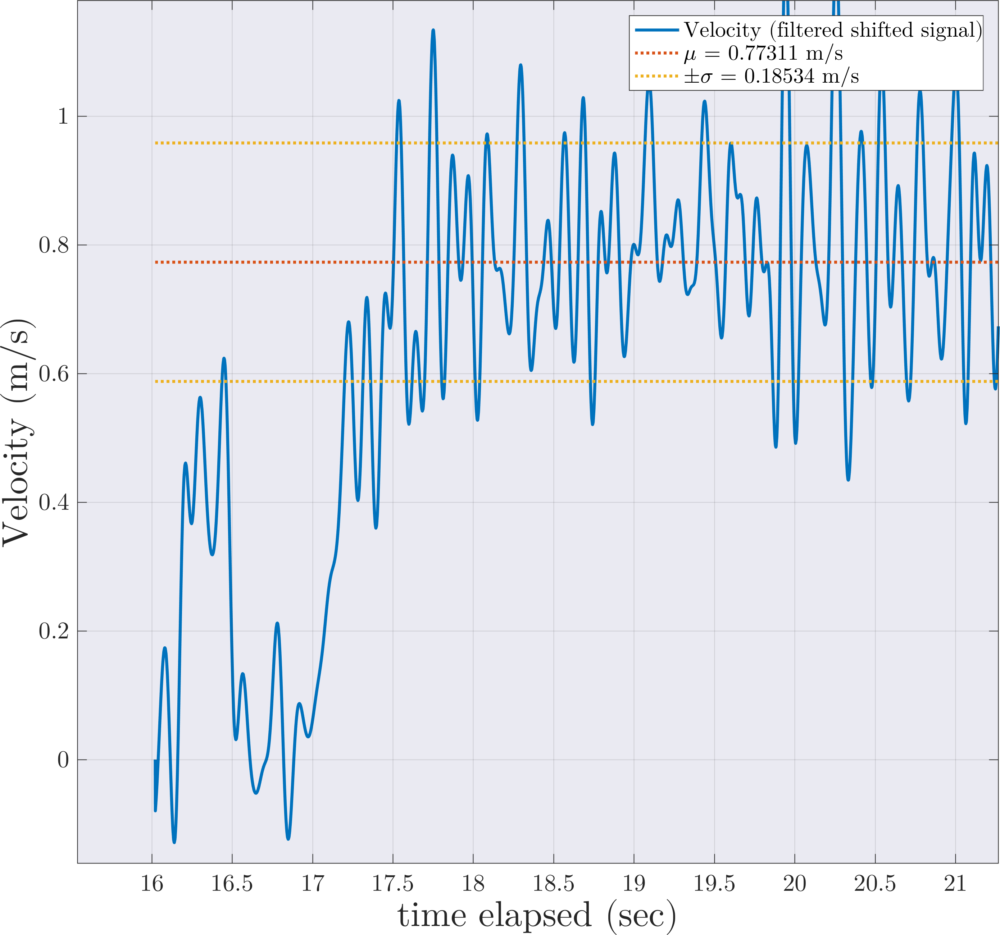 Velocity (filtered shifted signal)
μ = 0.77311 m/s
±σ = 0.18534 m/s
1
0.8
0.6
0.4
0.2
0
Velocity (m/s)
16 16.5 17 17.5 18 18.5 19 19.5 20 20.5 21
time elapsed (sec)